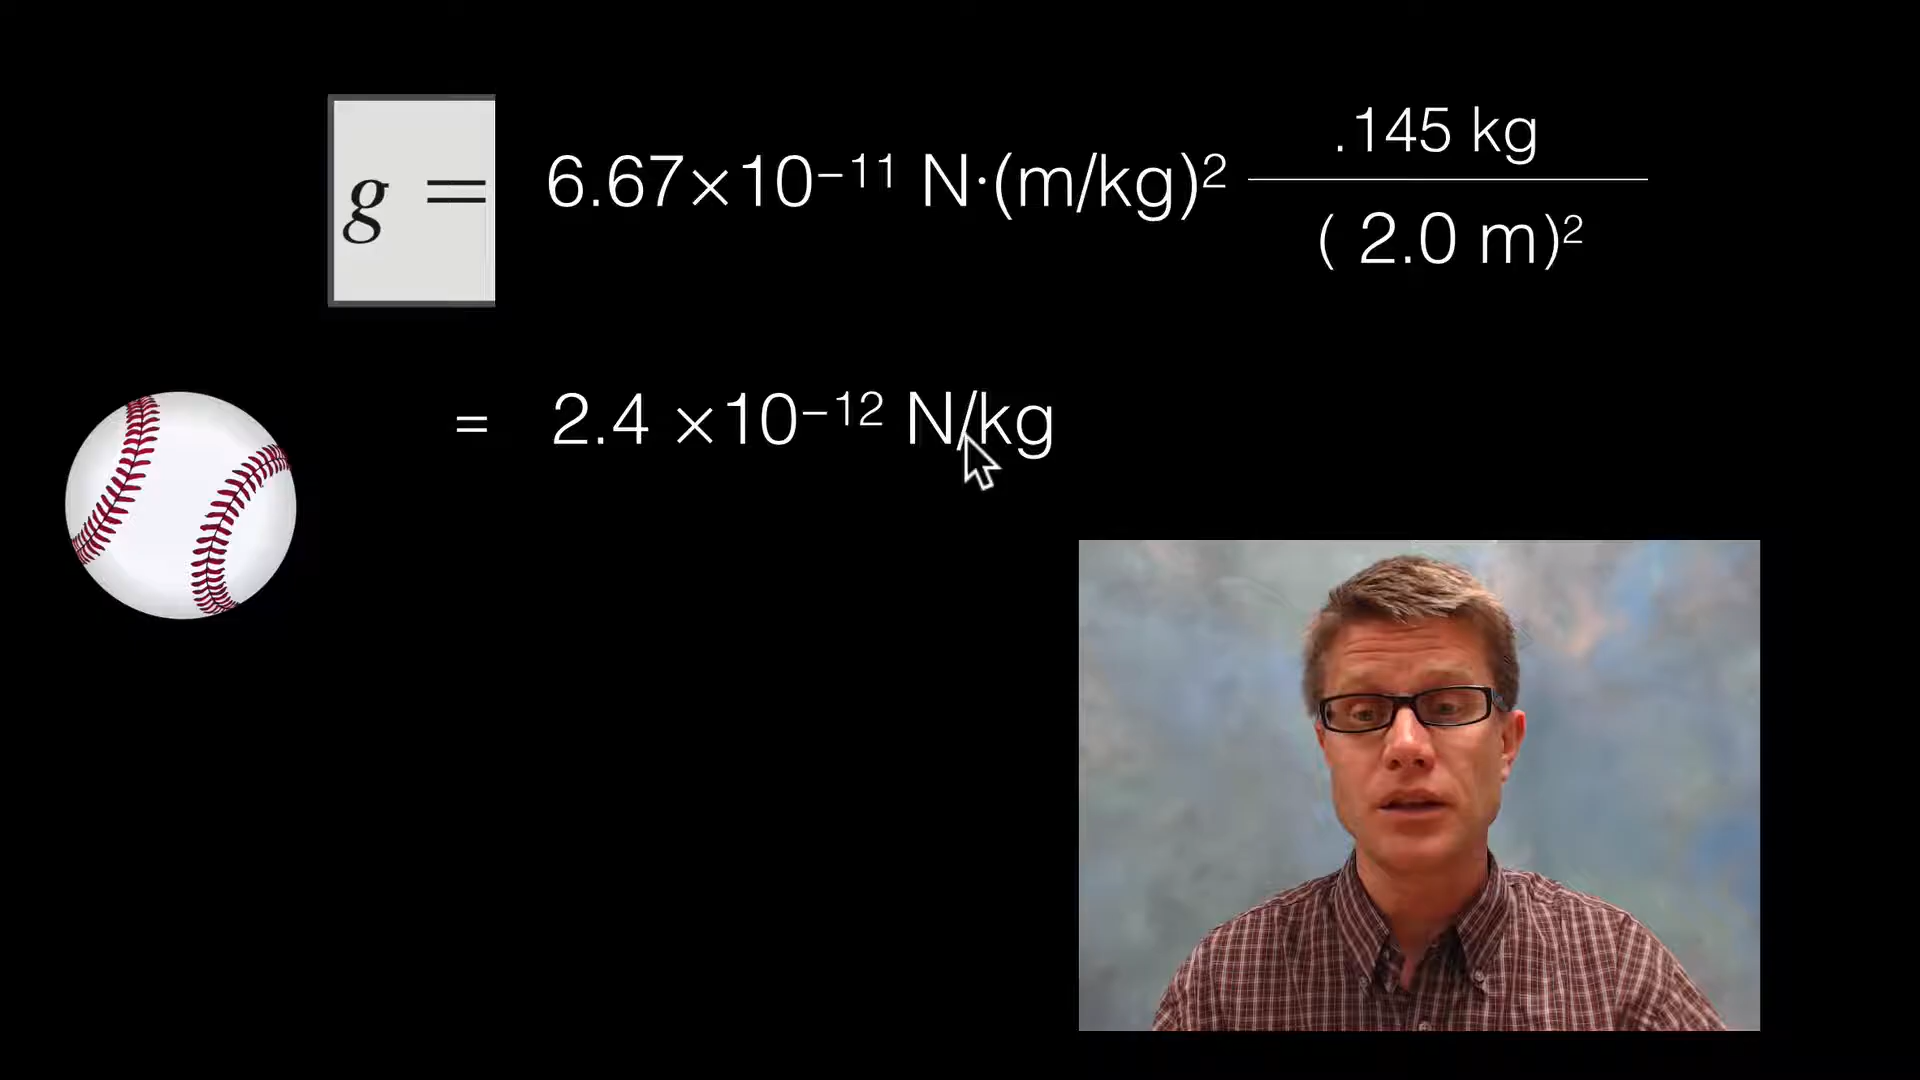 g = 6.67×10⁻¹¹ N·(m/kg)² .145 kg
( 2.0 m)²
= 2.4 ×10⁻¹² N/kg